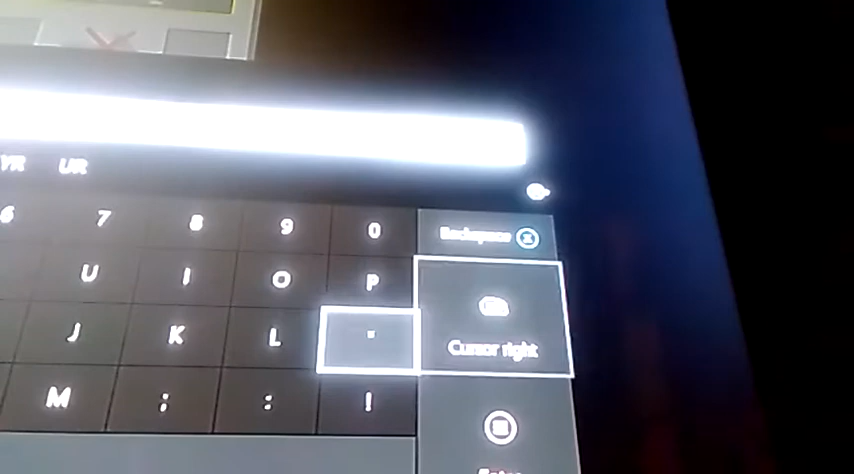 YR UR
6 7 8 9 0 Backspace
U I O P
Cursor right
J K L
M ; : !